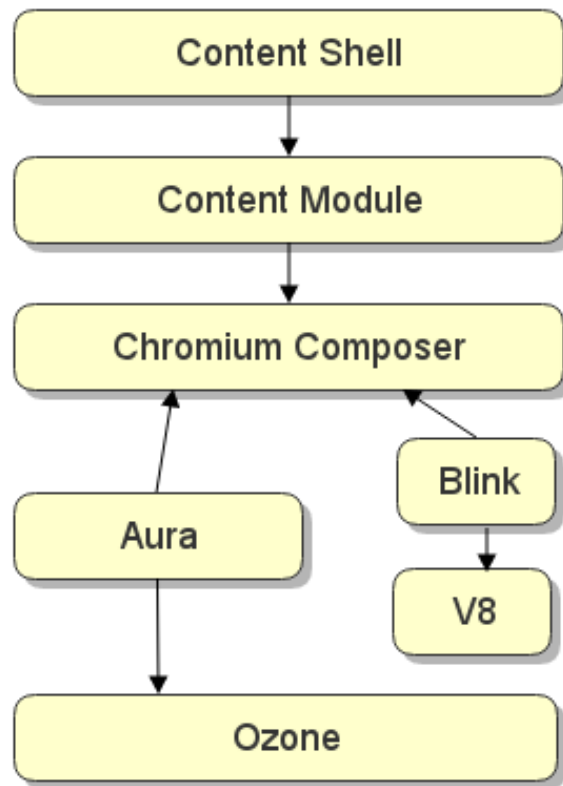 Content Shell
Content Module
Chromium Composer
Blink
Aura
V8
Ozone